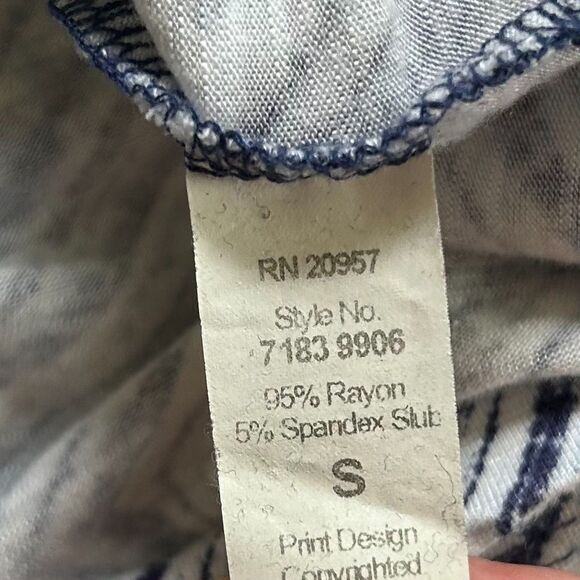 RN 20957
Style No.
7183 9906
95% Rayon
5% Spandex Slub
S
Print Design
Copyrighted